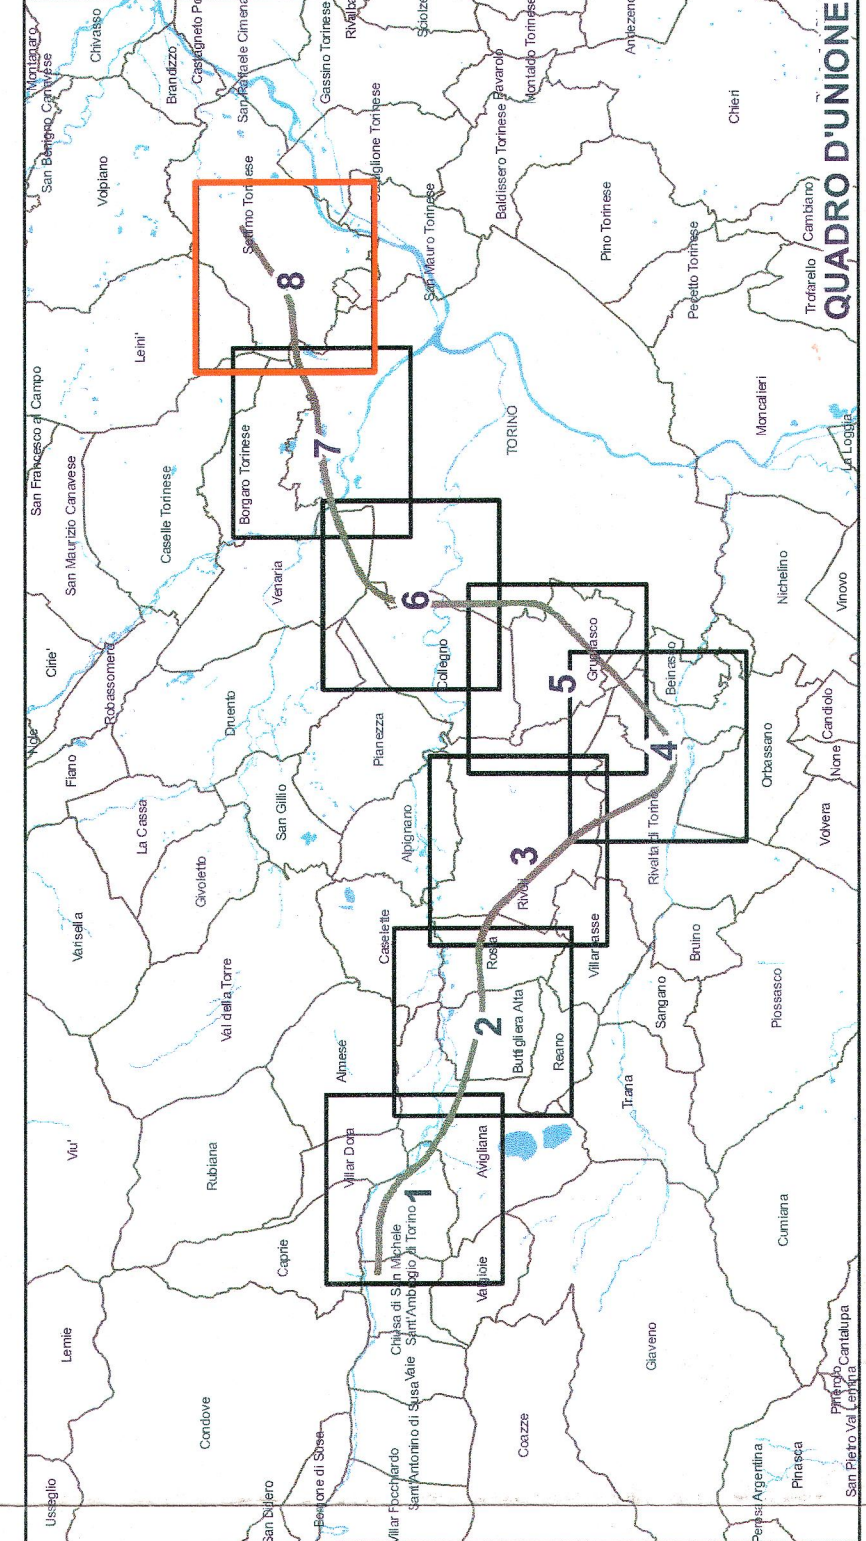 Usseglio
Lemie
Viu'
Varisella
Fiano
Nole
Cirie'
San Maurizio Canavese
San Francesco al Campo
Montanaro
San Benigno Canavese
Chivasso
Condove
Rubiana
Val della Torre
Givoletto
La Cassa
Robassomero
Druento
Caselle Torinese
Leini'
Volpiano
Brandizzo
San Didero
Borgone di Susa
Caprie
Almese
San Gillio
Venaria
Borgaro Torinese
Settimo Torinese
8
Gassino Torinese
Villar Focchiardo
Sant'Antonino di Susa
Vaie
Chiusa di San Michele
Sant'Ambrogio di Torino
Villar Dora
1
Caselette
Alpignano
Pianezza
6
7
San Mauro Torinese
Coazze
Vaigioie
Avigliana
2
Buttigliera Alta
Reano
Rosta
Rivoli
3
Collegno
5
Grugliasco
TORINO
Baldissero Torinese
Pavarolo
Montaldo Torinese
Giaveno
Trana
Villarbasse
Sangano
Bruino
Rivalta di Torino
4
Beinasco
Pino Torinese
Pecetto Torinese
Chieri
Perosa Argentina
Pinasca
Cumiana
Piossasco
Orbassano
Nichelino
Moncalieri
Trofarello
Cambiano
San Pietro Val Lemina
Pinerolo
Cantalupa
Volvera
None
Candiolo
Vinovo
La Loggia
QUADRO D'UNIONE